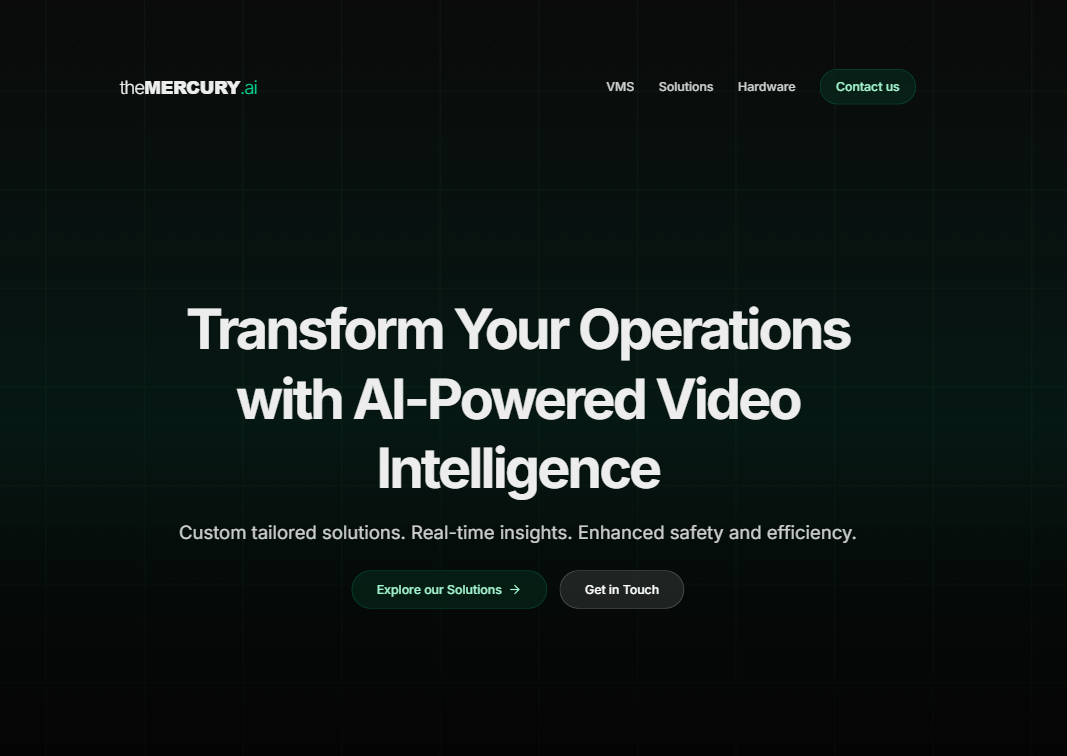 theMERCURY.ai
VMS
Solutions
Hardware
Contact us
Transform Your Operations
with AI-Powered Video
Intelligence
Custom tailored solutions. Real-time insights. Enhanced safety and efficiency.
Explore our Solutions →
Get in Touch